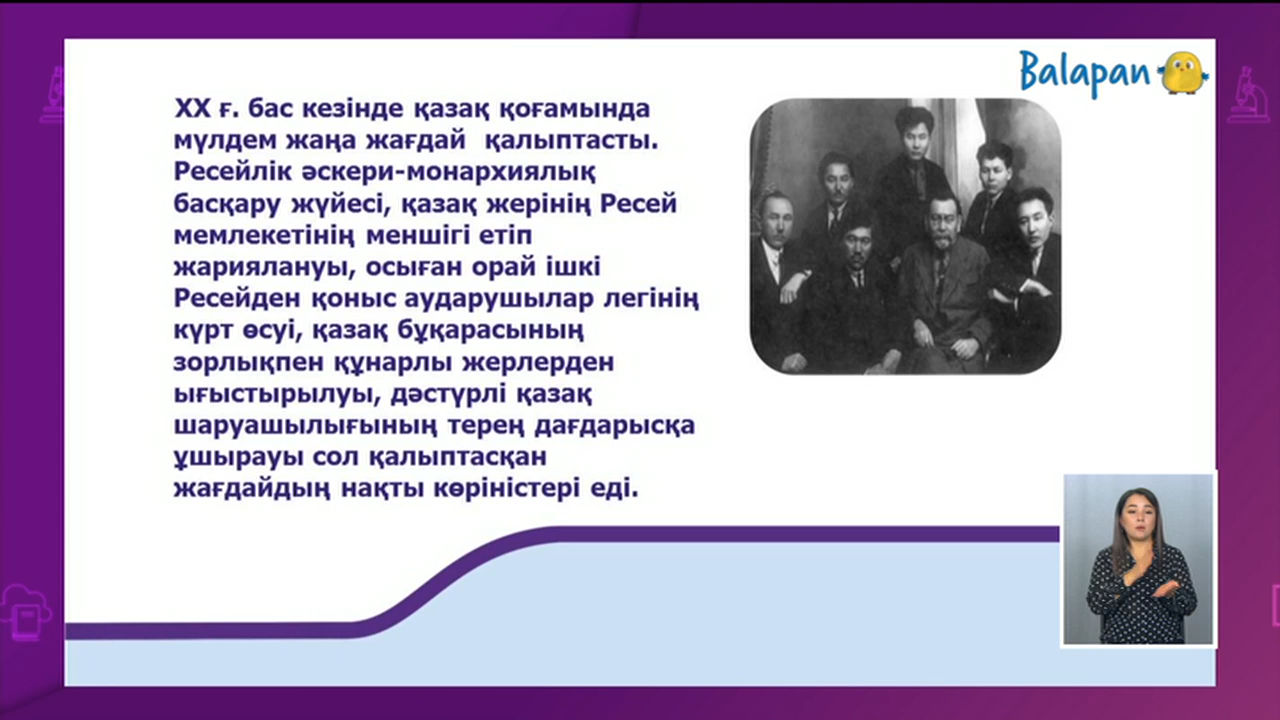 Balapan
XX ғ. бас кезінде қазақ қоғамында
мүлдем жаңа жағдай қалыптасты.
Ресейлік әскери-монархиялық
басқару жүйесі, қазақ жерінің Ресей
мемлекетінің меншігі етіп
жариялануы, осыған орай ішкі
Ресейден қоныс аударушылар легінің
күрт өсуі, қазақ бұқарасының
зорлықпен құнарлы жерлерден
ығыстырылуы, дәстүрлі қазақ
шаруашылығының терең дағдарысқа
ұшырауы сол қалыптасқан
жағдайдың нақты көріністері еді.